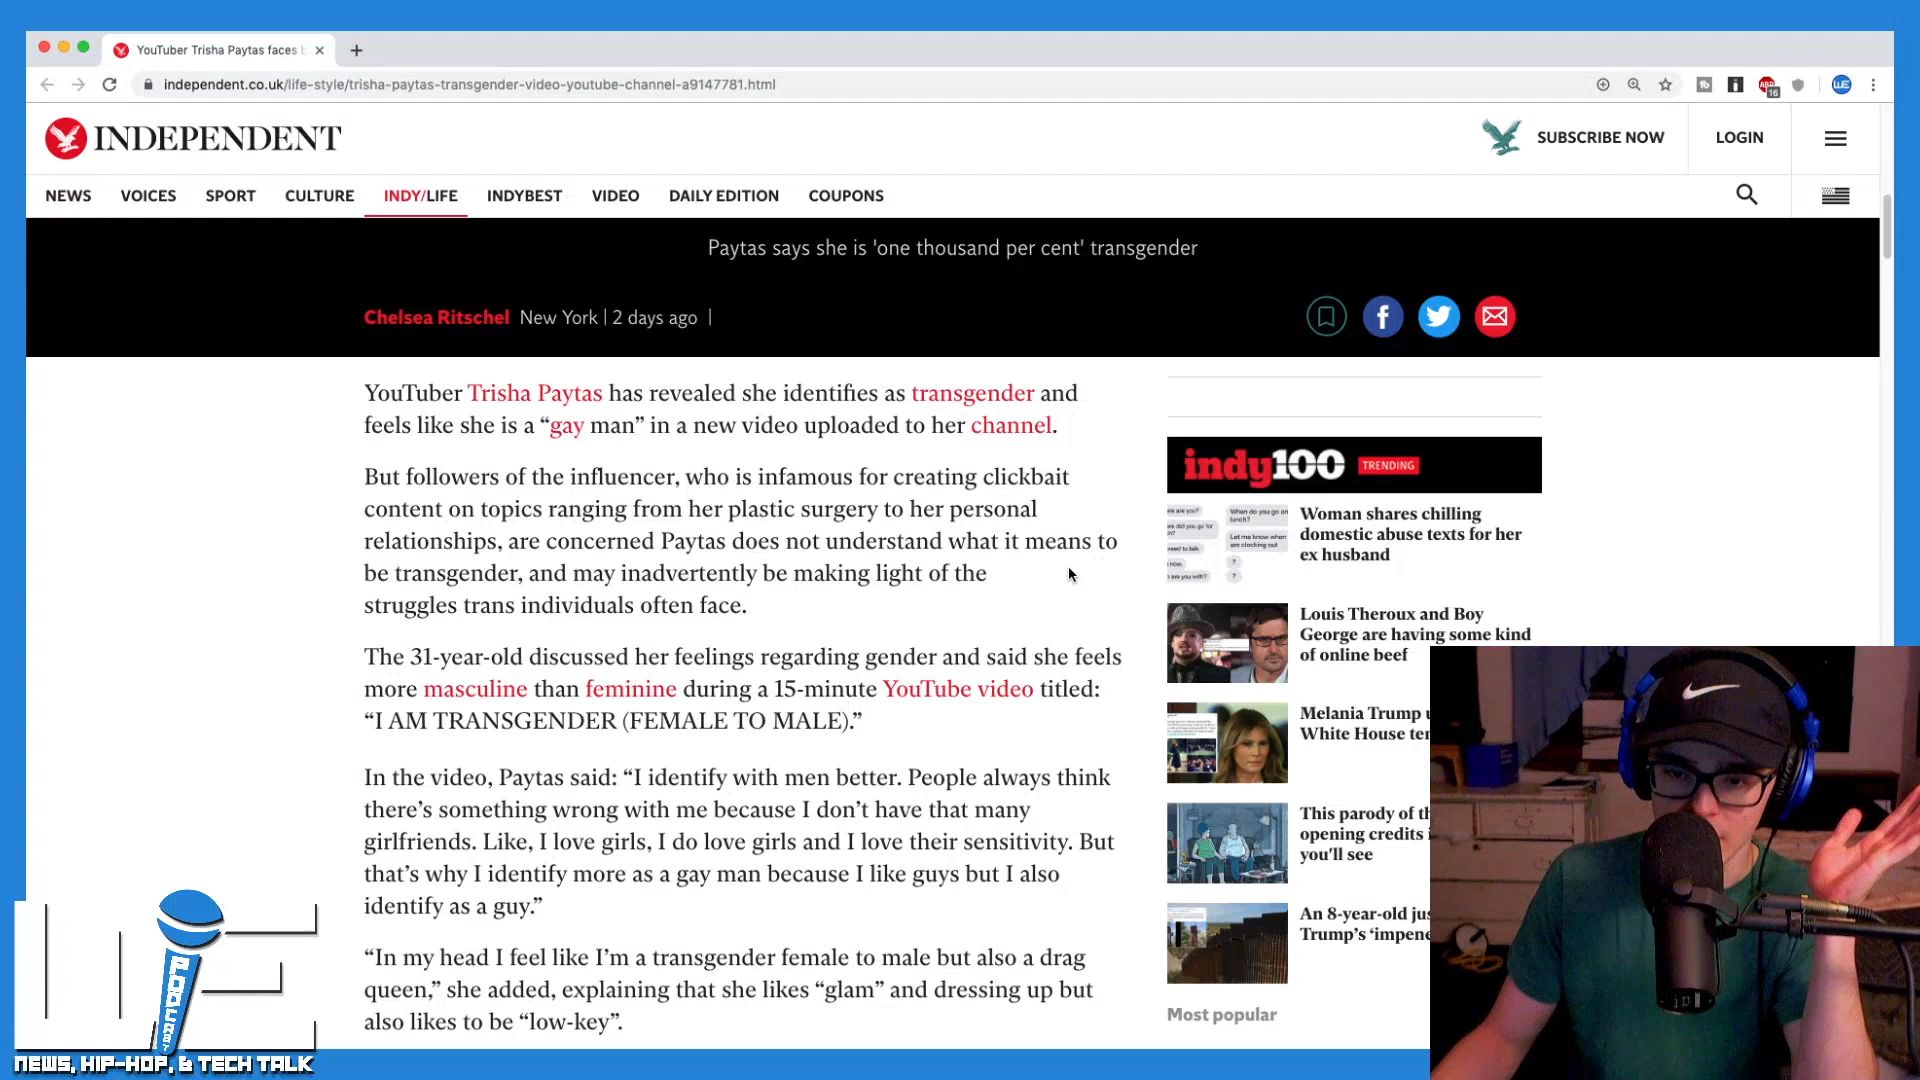 YouTuber Trisha Paytas faces
independent.co.uk/life-style/trisha-paytas-transgender-video-youtube-channel-a9147781.html
16
WE
INDEPENDENT
SUBSCRIBE NOW
LOGIN
NEWS VOICES SPORT CULTURE INDY/LIFE INDYBEST VIDEO DAILY EDITION COUPONS
Paytas says she is 'one thousand per cent' transgender
Chelsea Ritschel New York | 2 days ago |
YouTuber Trisha Paytas has revealed she identifies as transgender and
feels like she is a “gay man” in a new video uploaded to her channel.
But followers of the influencer, who is infamous for creating clickbait
content on topics ranging from her plastic surgery to her personal
relationships, are concerned Paytas does not understand what it means to
be transgender, and may inadvertently be making light of the
struggles trans individuals often face.
The 31-year-old discussed her feelings regarding gender and said she feels
more masculine than feminine during a 15-minute YouTube video titled:
“I AM TRANSGENDER (FEMALE TO MALE).”
In the video, Paytas said: “I identify with men better. People always think
there’s something wrong with me because I don’t have that many
girlfriends. Like, I love girls, I do love girls and I love their sensitivity. But
that’s why I identify more as a gay man because I like guys but I also
identify as a guy.”
“In my head I feel like I’m a transgender female to male but also a drag
queen,” she added, explaining that she likes “glam” and dressing up but
also likes to be “low-key”.
indy100 TRENDING
Woman shares chilling
domestic abuse texts for her
ex husband
Louis Theroux and Boy
George are having some kind
of online beef
Melania Trump
White House
This parody of
opening credits
you'll see
An 8-year-old
Trump’s
Most popular
PODCAST
NEWS, HIP-HOP, & TECH TALK